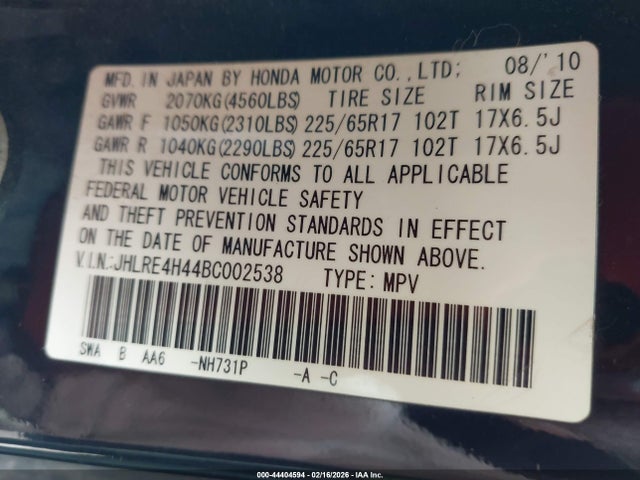 MFD. IN JAPAN BY HONDA MOTOR CO.,LTD; 08/'10
GVWR 2070KG(4560LBS) TIRE SIZE RIM SIZE
GAWR F 1050KG(2310LBS) 225/65R17 102T 17X6.5J
GAWR R 1040KG(2290LBS) 225/65R17 102T 17X6.5J
THIS VEHICLE CONFORMS TO ALL APPLICABLE
FEDERAL MOTOR VEHICLE SAFETY
AND THEFT PREVENTION STANDARDS IN EFFECT
ON THE DATE OF MANUFACTURE SHOWN ABOVE.
V.I.N.:JHLRE4H44BC002538 TYPE: MPV
SWA B AA6 -NH731P -A -C
000-44404594 - 02/16/2026 - IAA Inc.